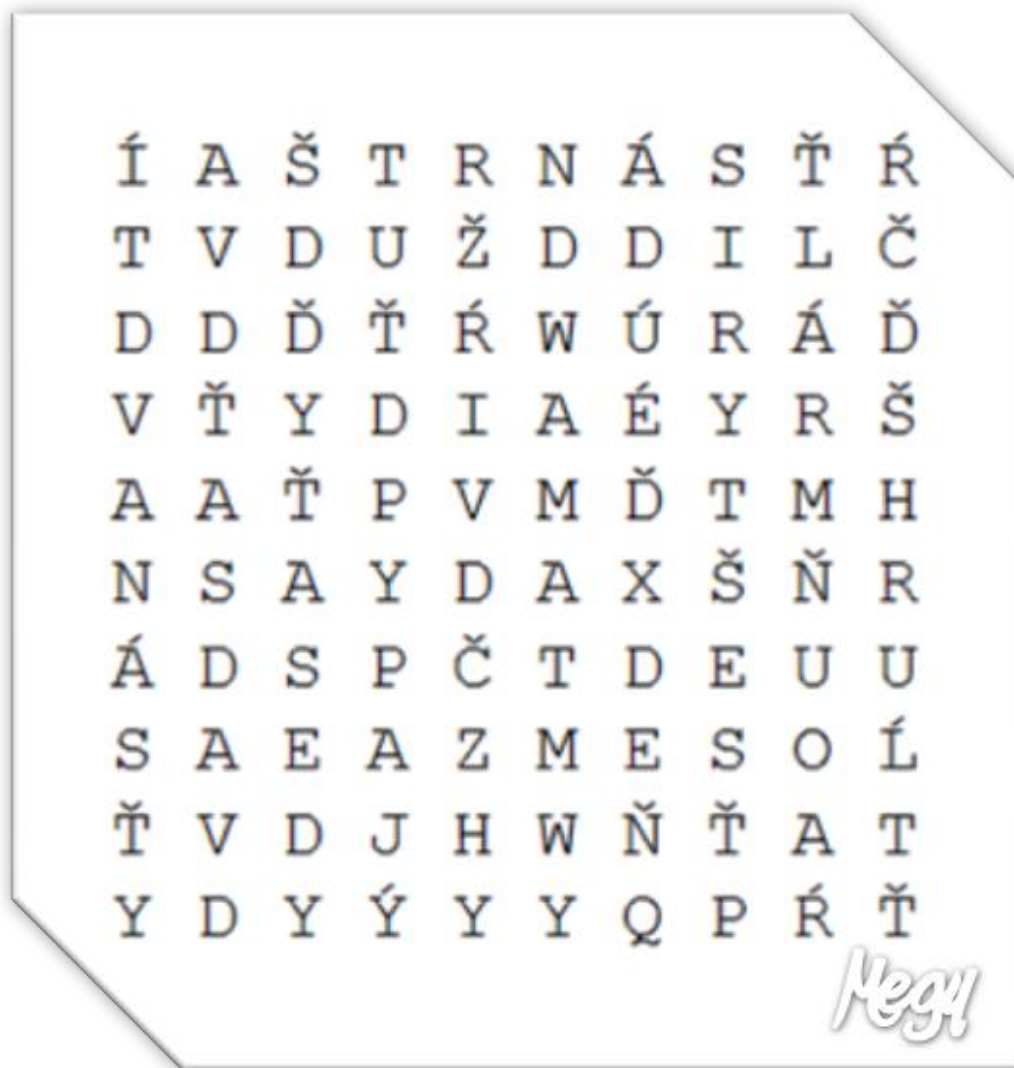 Í A Š T R N Á S Ť Ŕ
T V D U Ž D D I L Č
D D Ď Ť Ŕ W Ú R Á Ď
V Ť Y D I A É Y R Š
A A Ť P V M Ď T M H
N S A Y D A X Š Ň R
Á D S P Č T D E U U
S A E A Z M E S O Ĺ
Ť V D J H W Ň Ť A T
Y D Y Ý Y Y Q P Ŕ Ť
Megy